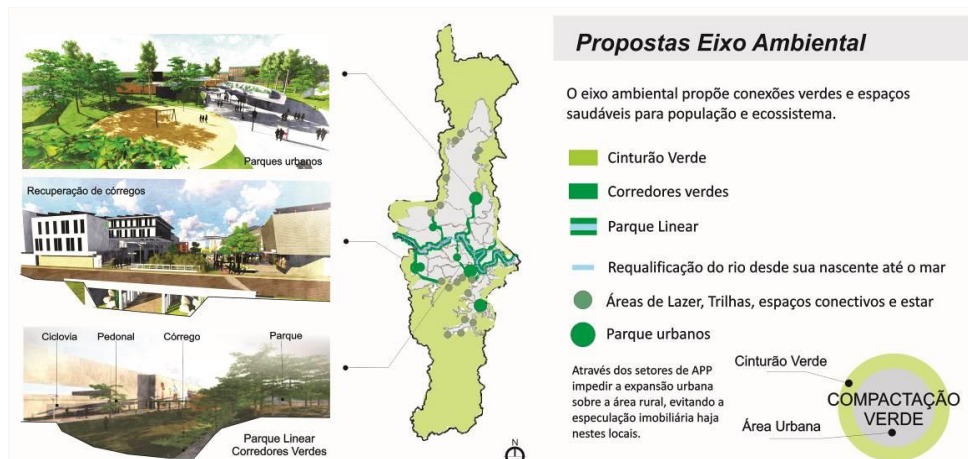 Parques urbanos
Recuperação de córregos
Ciclovia
Pedonal
Córrego
Parque
Parque Linear
Corredores Verdes
N
Propostas Eixo Ambiental
O eixo ambiental propõe conexões verdes e espaços
saudáveis para população e ecossistema.
Cinturão Verde
Corredores verdes
Parque Linear
Requalificação do rio desde sua nascente até o mar
Áreas de Lazer, Trilhas, espaços conectivos e estar
Parque urbanos
Através dos setores de APP
impedir a expansão urbana
sobre a área rural, evitando a
especulação imobiliária haja
nestes locais.
Cinturão Verde
COMPACTAÇÃO
VERDE
Área Urbana